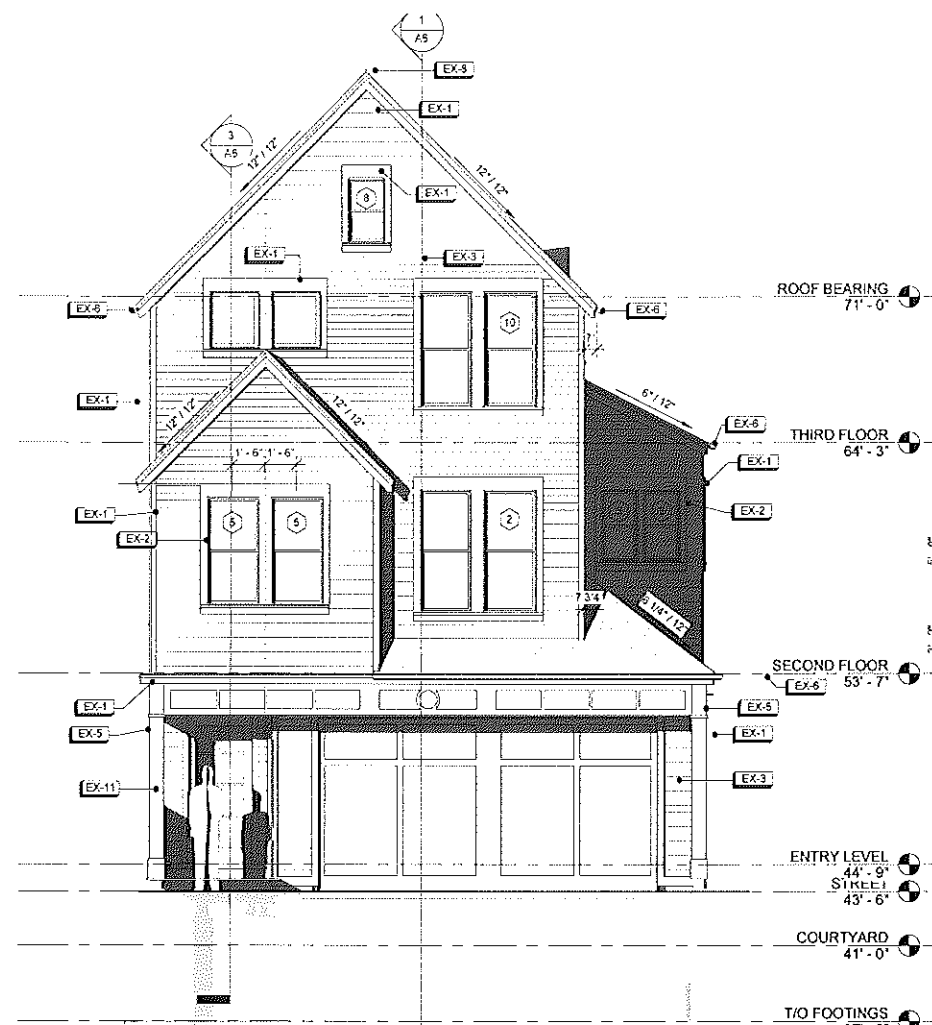 1
A5
EX-9
EX-1
3
A5
12" / 12"
12" / 12"
8
EX-1
EX-1
EX-3
ROOF BEARING
71' - 0"
EX-6
EX-6
10
6" / 12"
EX-1
12" / 12"
12" / 12"
EX-6
THIRD FLOOR
64' - 3"
1' - 6"
1' - 6"
EX-1
EX-1
EX-2
EX-2
5
5
2
7 3/4
5 1/4" / 12"
SECOND FLOOR
53' - 7"
EX-6
EX-1
EX-5
EX-5
EX-1
EX-11
EX-3
ENTRY LEVEL
44' - 9"
STREET
43' - 6"
COURTYARD
41' - 0"
T/O FOOTINGS